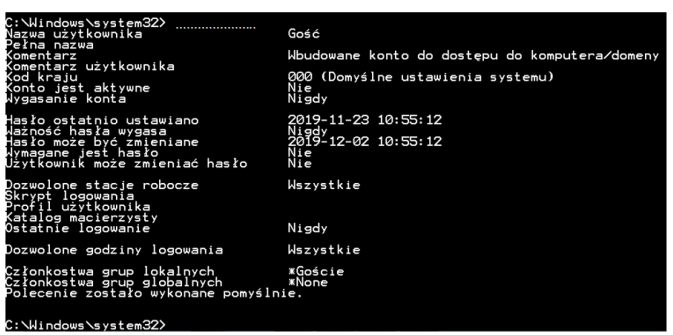 C:\Windows\system32> .....................
Nazwa użytkownika Gość
Pełna nazwa
Komentarz Wbudowane konto do dostępu do komputera/domeny
Komentarz użytkownika
Kod kraju 000 (Domyślne ustawienia systemu)
Konto jest aktywne Nie
Wygasanie konta Nigdy
Hasło ostatnio ustawiano 2019-11-23 10:55:12
Ważność hasła wygasa Nigdy
Hasło może być zmieniane 2019-12-02 10:55:12
Wymagane jest hasło Nie
Użytkownik może zmieniać hasło Nie
Dozwolone stacje robocze Wszystkie
Skrypt logowania
Profil użytkownika
Katalog macierzysty
Ostatnie logowanie Nigdy
Dozwolone godziny logowania Wszystkie
Członkostwa grup lokalnych *Goście
Członkostwa grup globalnych *None
Polecenie zostało wykonane pomyślnie.
C:\Windows\system32>